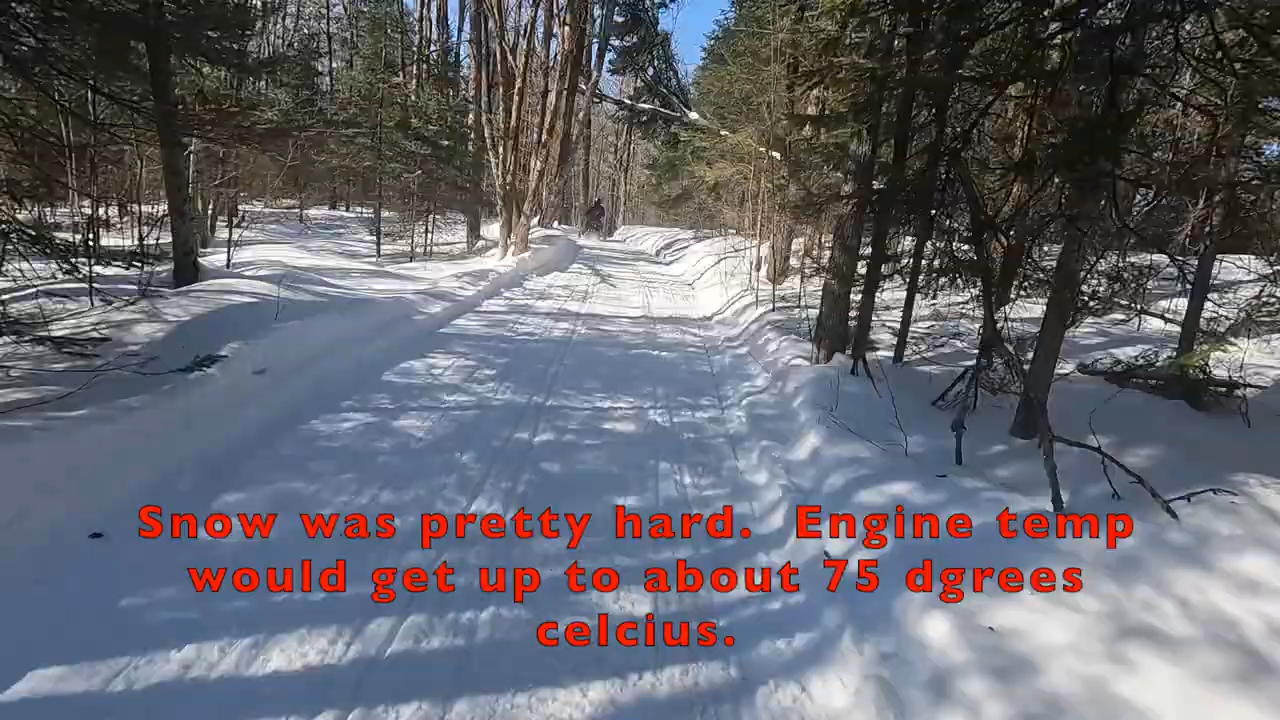 Snow was pretty hard.  Engine temp
would get up to about 75 dgrees
celcius.